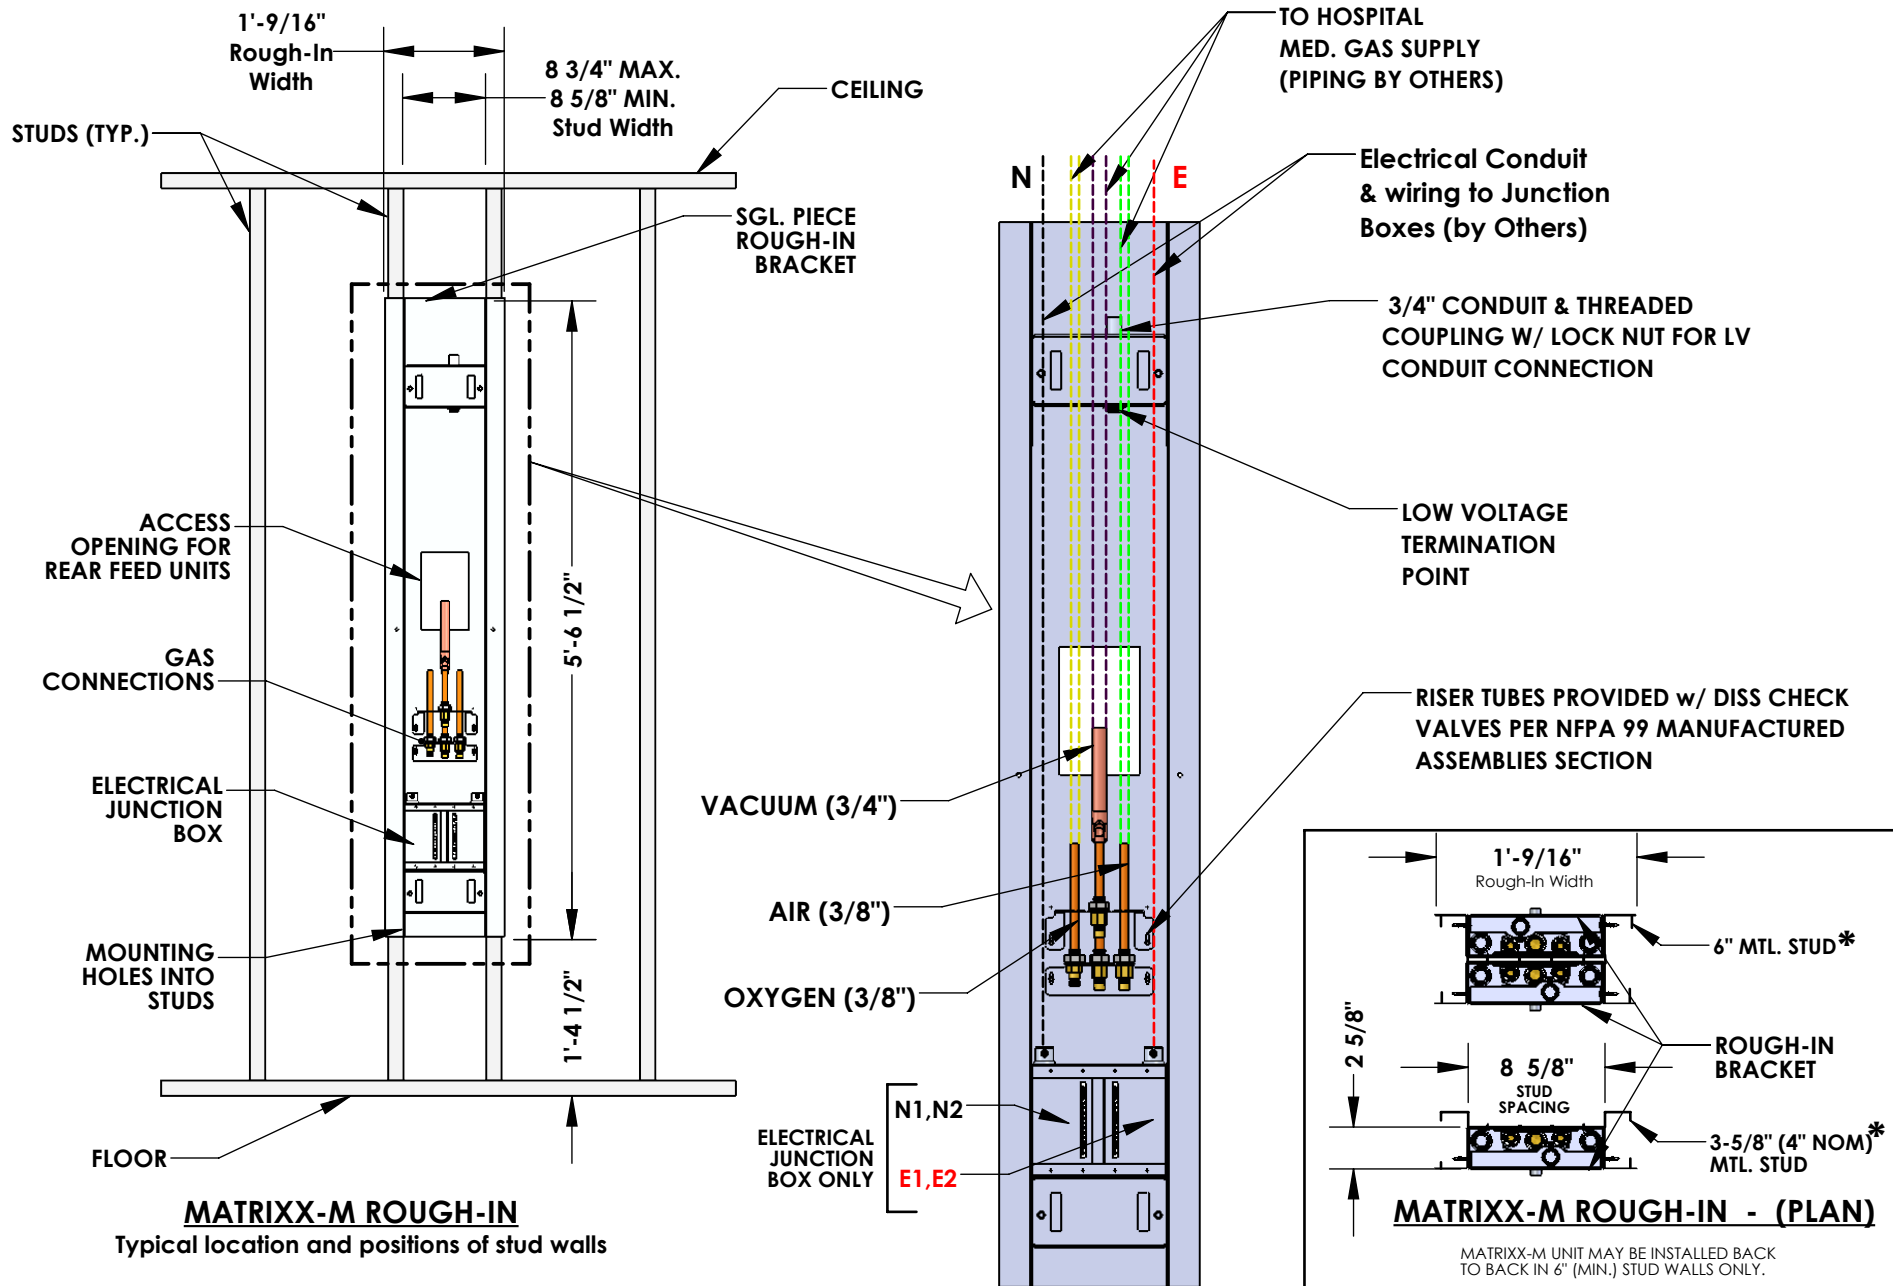 1'-9/16"
Rough-In
Width
8 3/4" MAX.
8 5/8" MIN.
Stud Width
CEILING
STUDS (TYP.)
SGL. PIECE
ROUGH-IN
BRACKET
ACCESS
OPENING FOR
REAR FEED UNITS
5'-6 1/2"
GAS
CONNECTIONS
ELECTRICAL
JUNCTION
BOX
MOUNTING
HOLES INTO
STUDS
1'-4 1/2"
FLOOR
MATRIXX-M ROUGH-IN
Typical location and positions of stud walls
TO HOSPITAL
MED. GAS SUPPLY
(PIPING BY OTHERS)
N
E
Electrical Conduit
& wiring to Junction
Boxes (by Others)
3/4" CONDUIT & THREADED
COUPLING W/ LOCK NUT FOR LV
CONDUIT CONNECTION
LOW VOLTAGE
TERMINATION
POINT
RISER TUBES PROVIDED w/ DISS CHECK
VALVES PER NFPA 99 MANUFACTURED
ASSEMBLIES SECTION
VACUUM (3/4")
AIR (3/8")
OXYGEN (3/8")
N1,N2
ELECTRICAL
JUNCTION
BOX ONLY
E1,E2
1'-9/16"
Rough-In Width
6" MTL. STUD*
2 5/8"
ROUGH-IN
BRACKET
8 5/8"
STUD
SPACING
3-5/8" (4" NOM)*
MTL. STUD
MATRIXX-M ROUGH-IN - (PLAN)
MATRIXX-M UNIT MAY BE INSTALLED BACK
TO BACK IN 6" (MIN.) STUD WALLS ONLY.